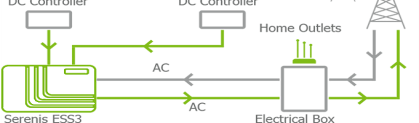 DC Controller
DC Controller
Home Outlets
AC
AC
Serenis ESS3
Electrical Box